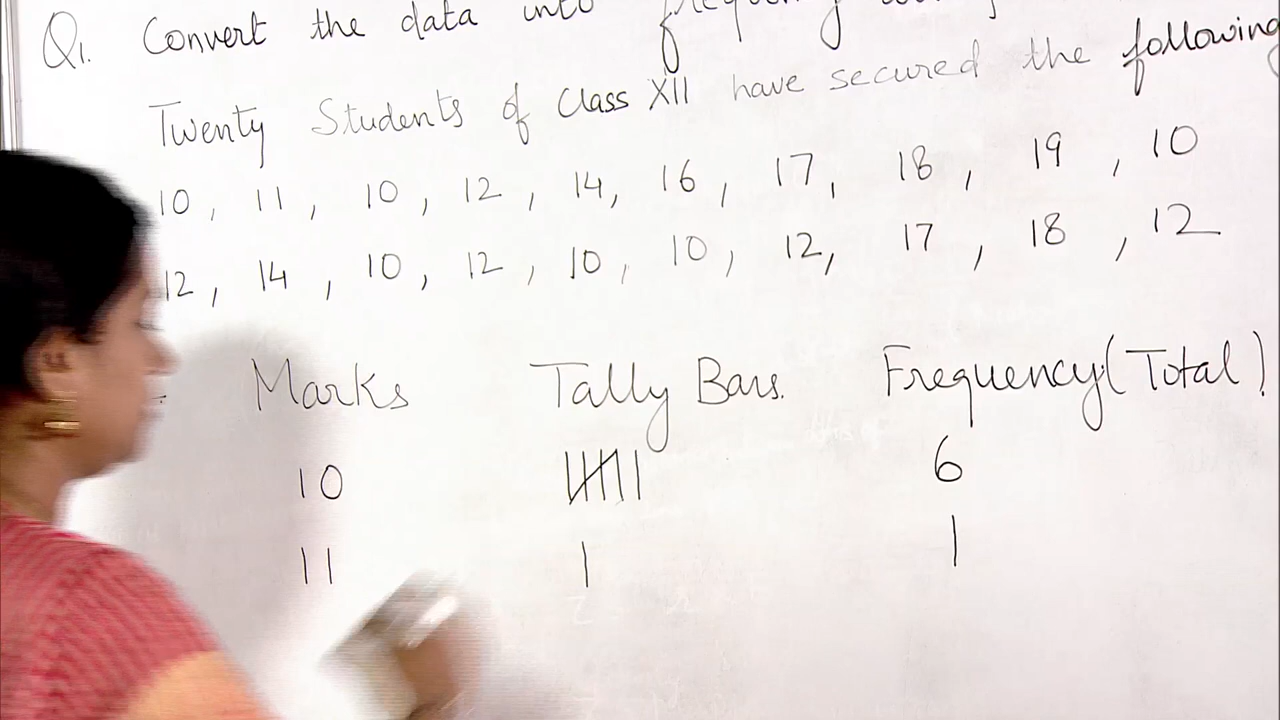 Q1. Convert the data into frequency
Twenty Students of Class XII have secured the following
10, 11, 10, 12, 14, 16, 17, 18, 19, 10
12, 14, 10, 12, 10, 10, 12, 17, 18, 12
Marks Tally Bars. Frequency (Total)
10 |||| | 6
11 | 1